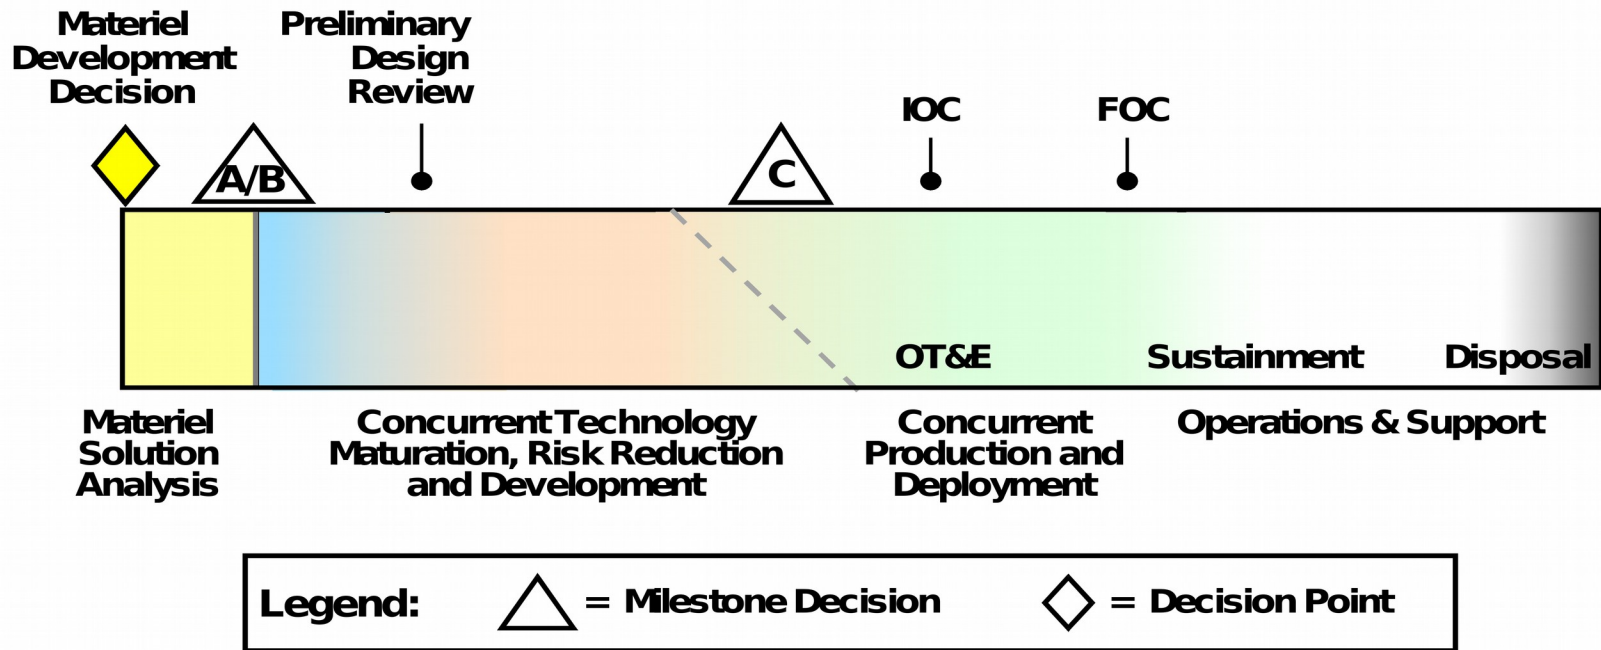 Materiel
Development
Decision
Preliminary
Design
Review
IOC
FOC
A/B
C
OT&E
Sustainment
Disposal
Materiel
Solution
Analysis
Concurrent Technology
Maturation, Risk Reduction
and Development
Concurrent
Production and
Deployment
Operations & Support
Legend:
= Milestone Decision
= Decision Point